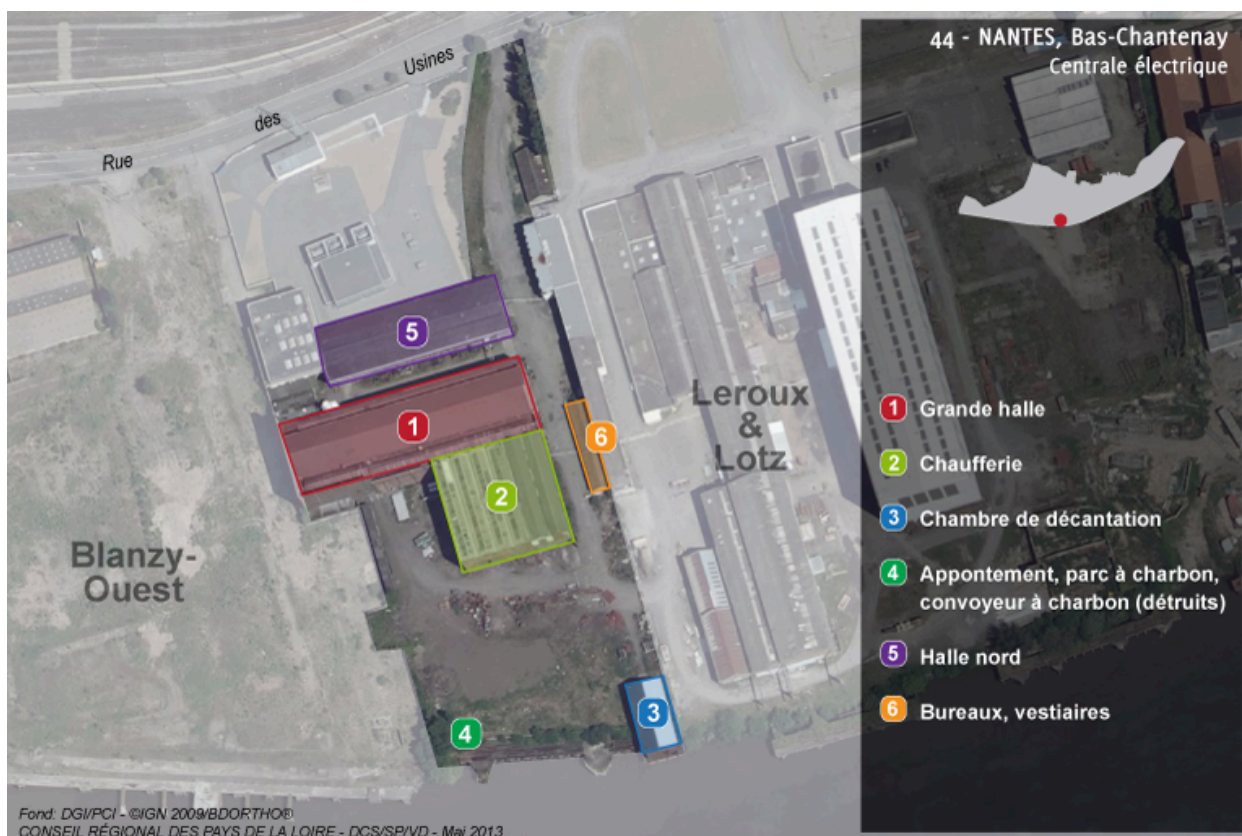 44 - NANTES, Bas-Chantenay
Centrale électrique
Rue des Usines
5
1
6
2
3
4
Leroux
&
Lotz
Blanzy-
Ouest
1 Grande halle
2 Chaufferie
3 Chambre de décantation
4 Appontement, parc à charbon,
convoyeur à charbon (détruits)
5 Halle nord
6 Bureaux, vestiaires
Fond: DGI/PCI - ©IGN 2009/BDORTHO®
CONSEIL RÉGIONAL DES PAYS DE LA LOIRE - DCS/SP/VD - Mai 2013